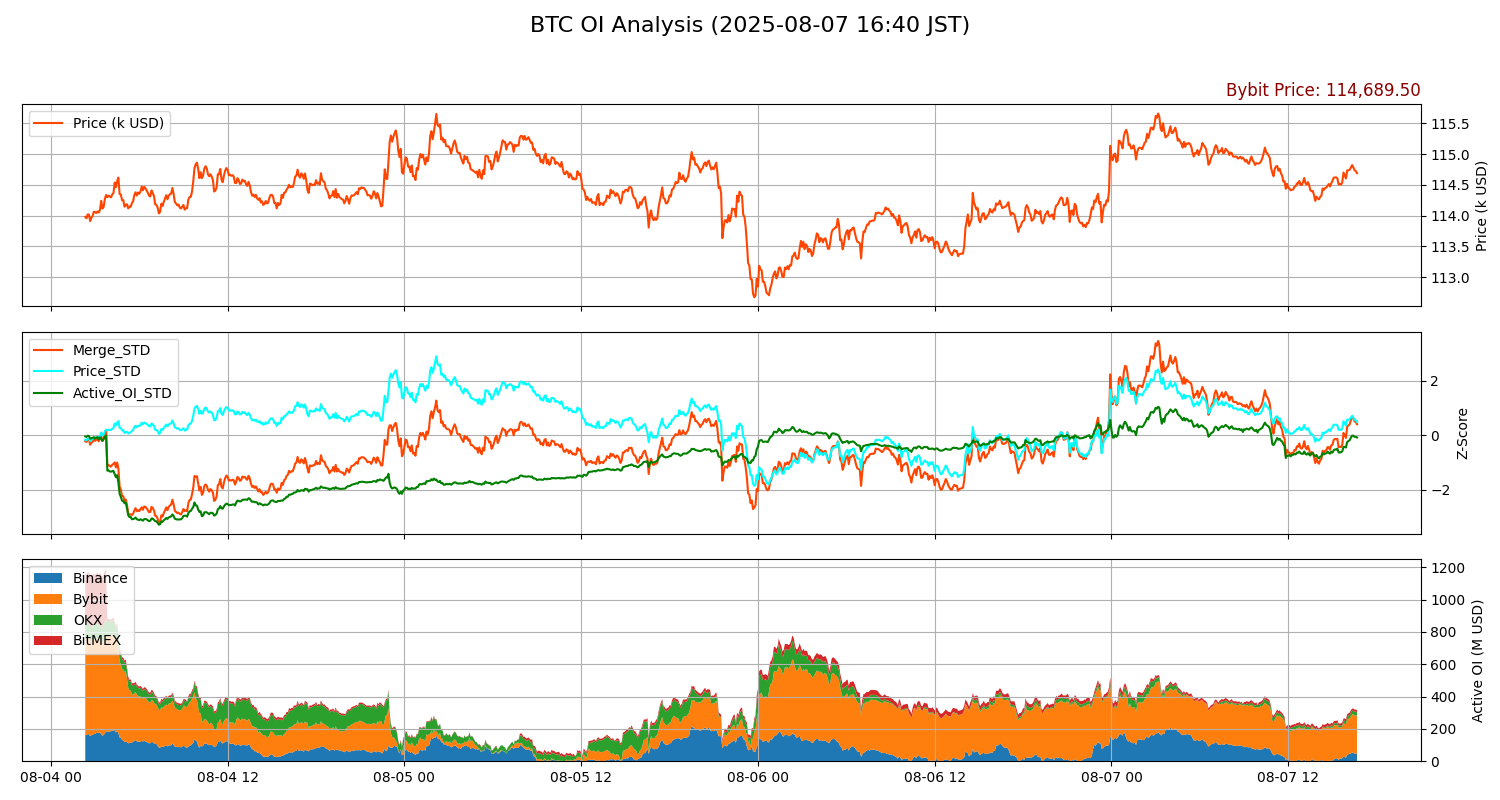 BTC OI Analysis (2025-08-07 16:40 JST)
Bybit Price: 114,689.50
Price (k USD)
115.5
115.0
114.5
114.0
113.5
113.0
Price (k USD)
Merge_STD
Price_STD
Active_OI_STD
2
0
−2
Z-Score
Binance
Bybit
OKX
BitMEX
1200
1000
800
600
400
200
0
Active OI (M USD)
08-04 00 08-04 12 08-05 00 08-05 12 08-06 00 08-06 12 08-07 00 08-07 12